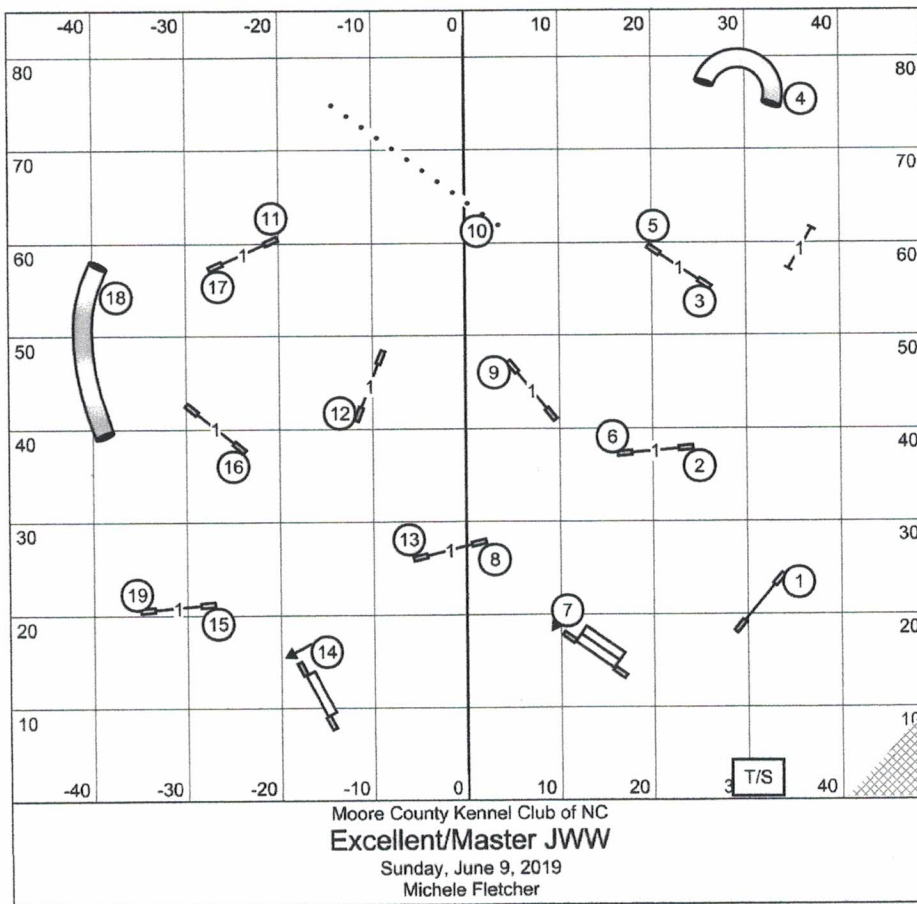 -40 -30 -20 -10 0 10 20 30 40
80 80
4
70 70
11 5
10
60 60
1 1 1
17 18 3
50 50
9
1 1
12
1 6
40 1 40
16 2
30 30
13
1
8 1
19 7
1
20 15 20
14
10 10
-40 -30 -20 -10 0 10 20 3 T/S 40
Moore County Kennel Club of NC
Excellent/Master JWW
Sunday, June 9, 2019
Michele Fletcher